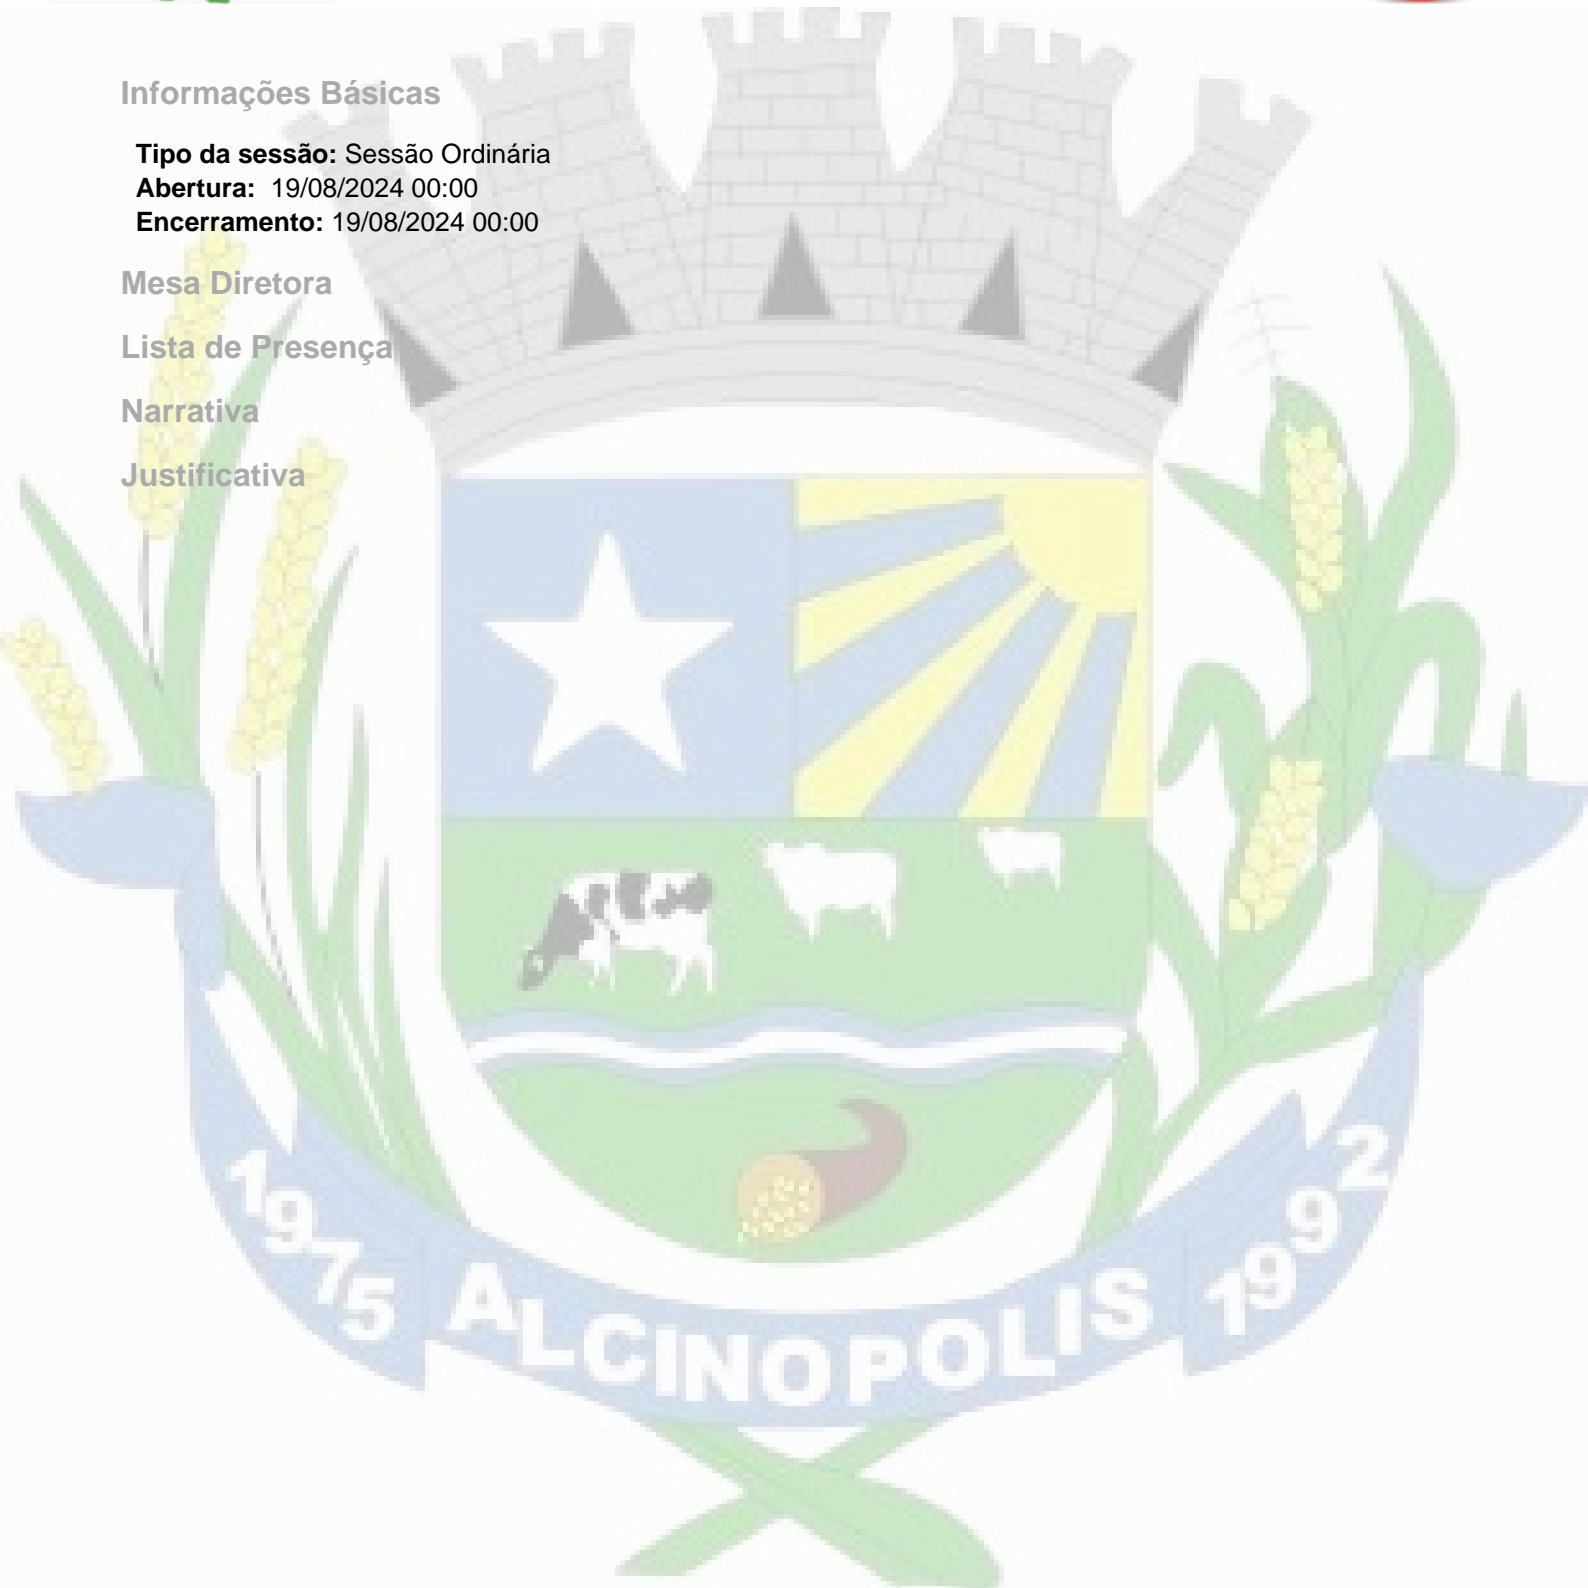 Informações Básicas
Tipo da sessão: Sessão Ordinária
Abertura: 19/08/2024 00:00
Encerramento: 19/08/2024 00:00
Mesa Diretora
Lista de Presença
Narrativa
Justificativa
1975 ALCINOPOLIS 1992